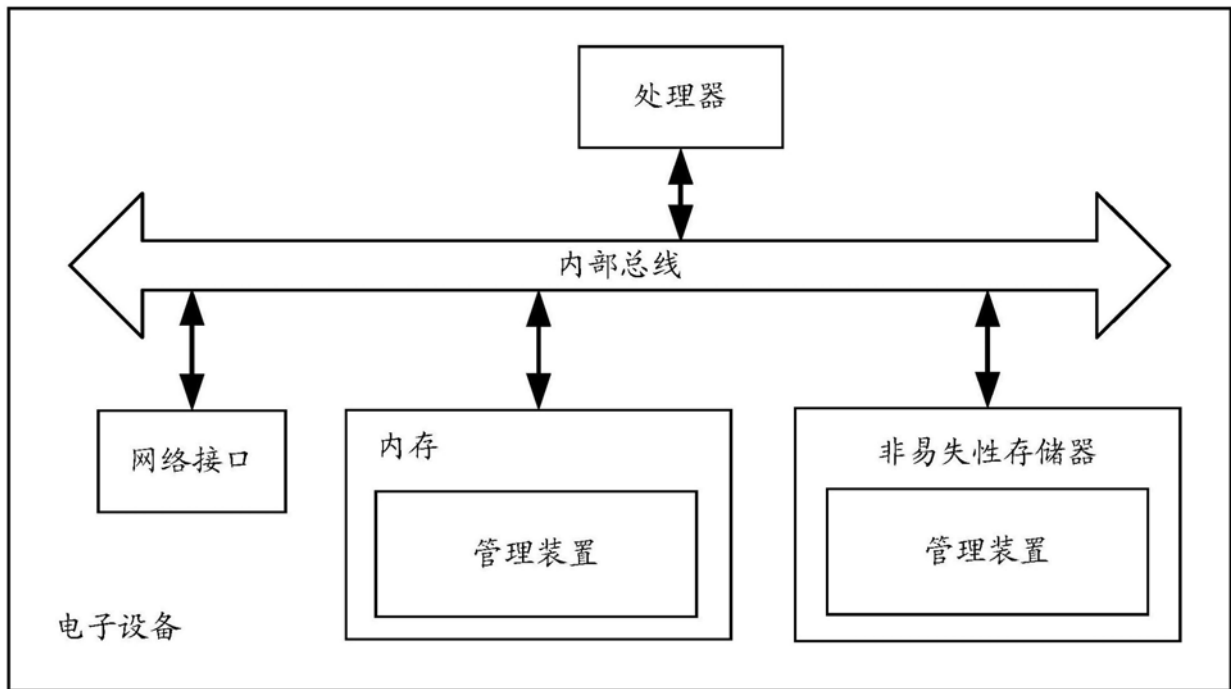 处理器
内部总线
网络接口
内存
管理装置
非易失性存储器
管理装置
电子设备